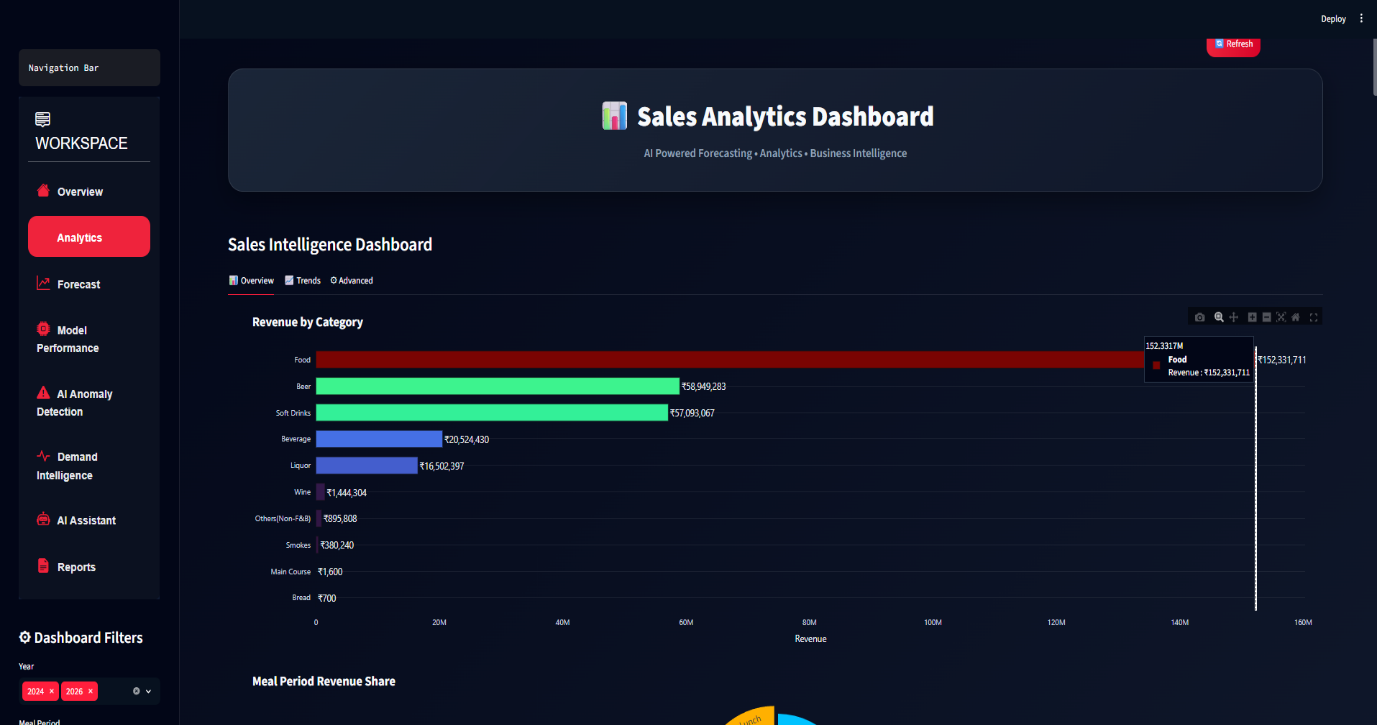 Deploy
Refresh
Navigation Bar
WORKSPACE
Overview
Analytics
Forecast
Model
Performance
AI Anomaly
Detection
Demand
Intelligence
AI Assistant
Reports
Dashboard Filters
Year
2024 × 2026 ×
Meal Period
Sales Analytics Dashboard
AI Powered Forecasting • Analytics • Business Intelligence
Sales Intelligence Dashboard
Overview Trends Advanced
Revenue by Category
152.3317M
Food
Revenue : ₹152,331,711
Food ₹152,331,711
Beer ₹58,949,283
Soft Drinks ₹57,093,067
Beverage ₹20,524,430
Liquor ₹16,502,397
Wine ₹1,444,304
Others(Non-F&B) ₹895,808
Smokes ₹380,240
Main Course ₹1,600
Bread ₹700
0 20M 40M 60M 80M 100M 120M 140M 160M
Revenue
Meal Period Revenue Share